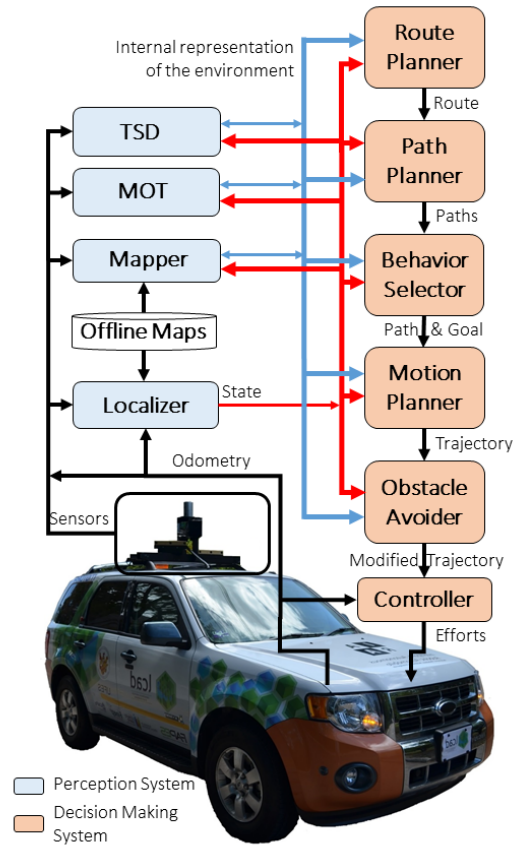 Internal representation
of the environment
Route
Planner
Route
TSD
Path
Planner
MOT
Paths
Mapper
Behavior
Selector
Offline Maps
Path & Goal
Motion
Planner
Localizer
State
Trajectory
Odometry
Obstacle
Avoider
Sensors
Modified Trajectory
Controller
Efforts
lcad
lcad
Perception System
Decision Making
System